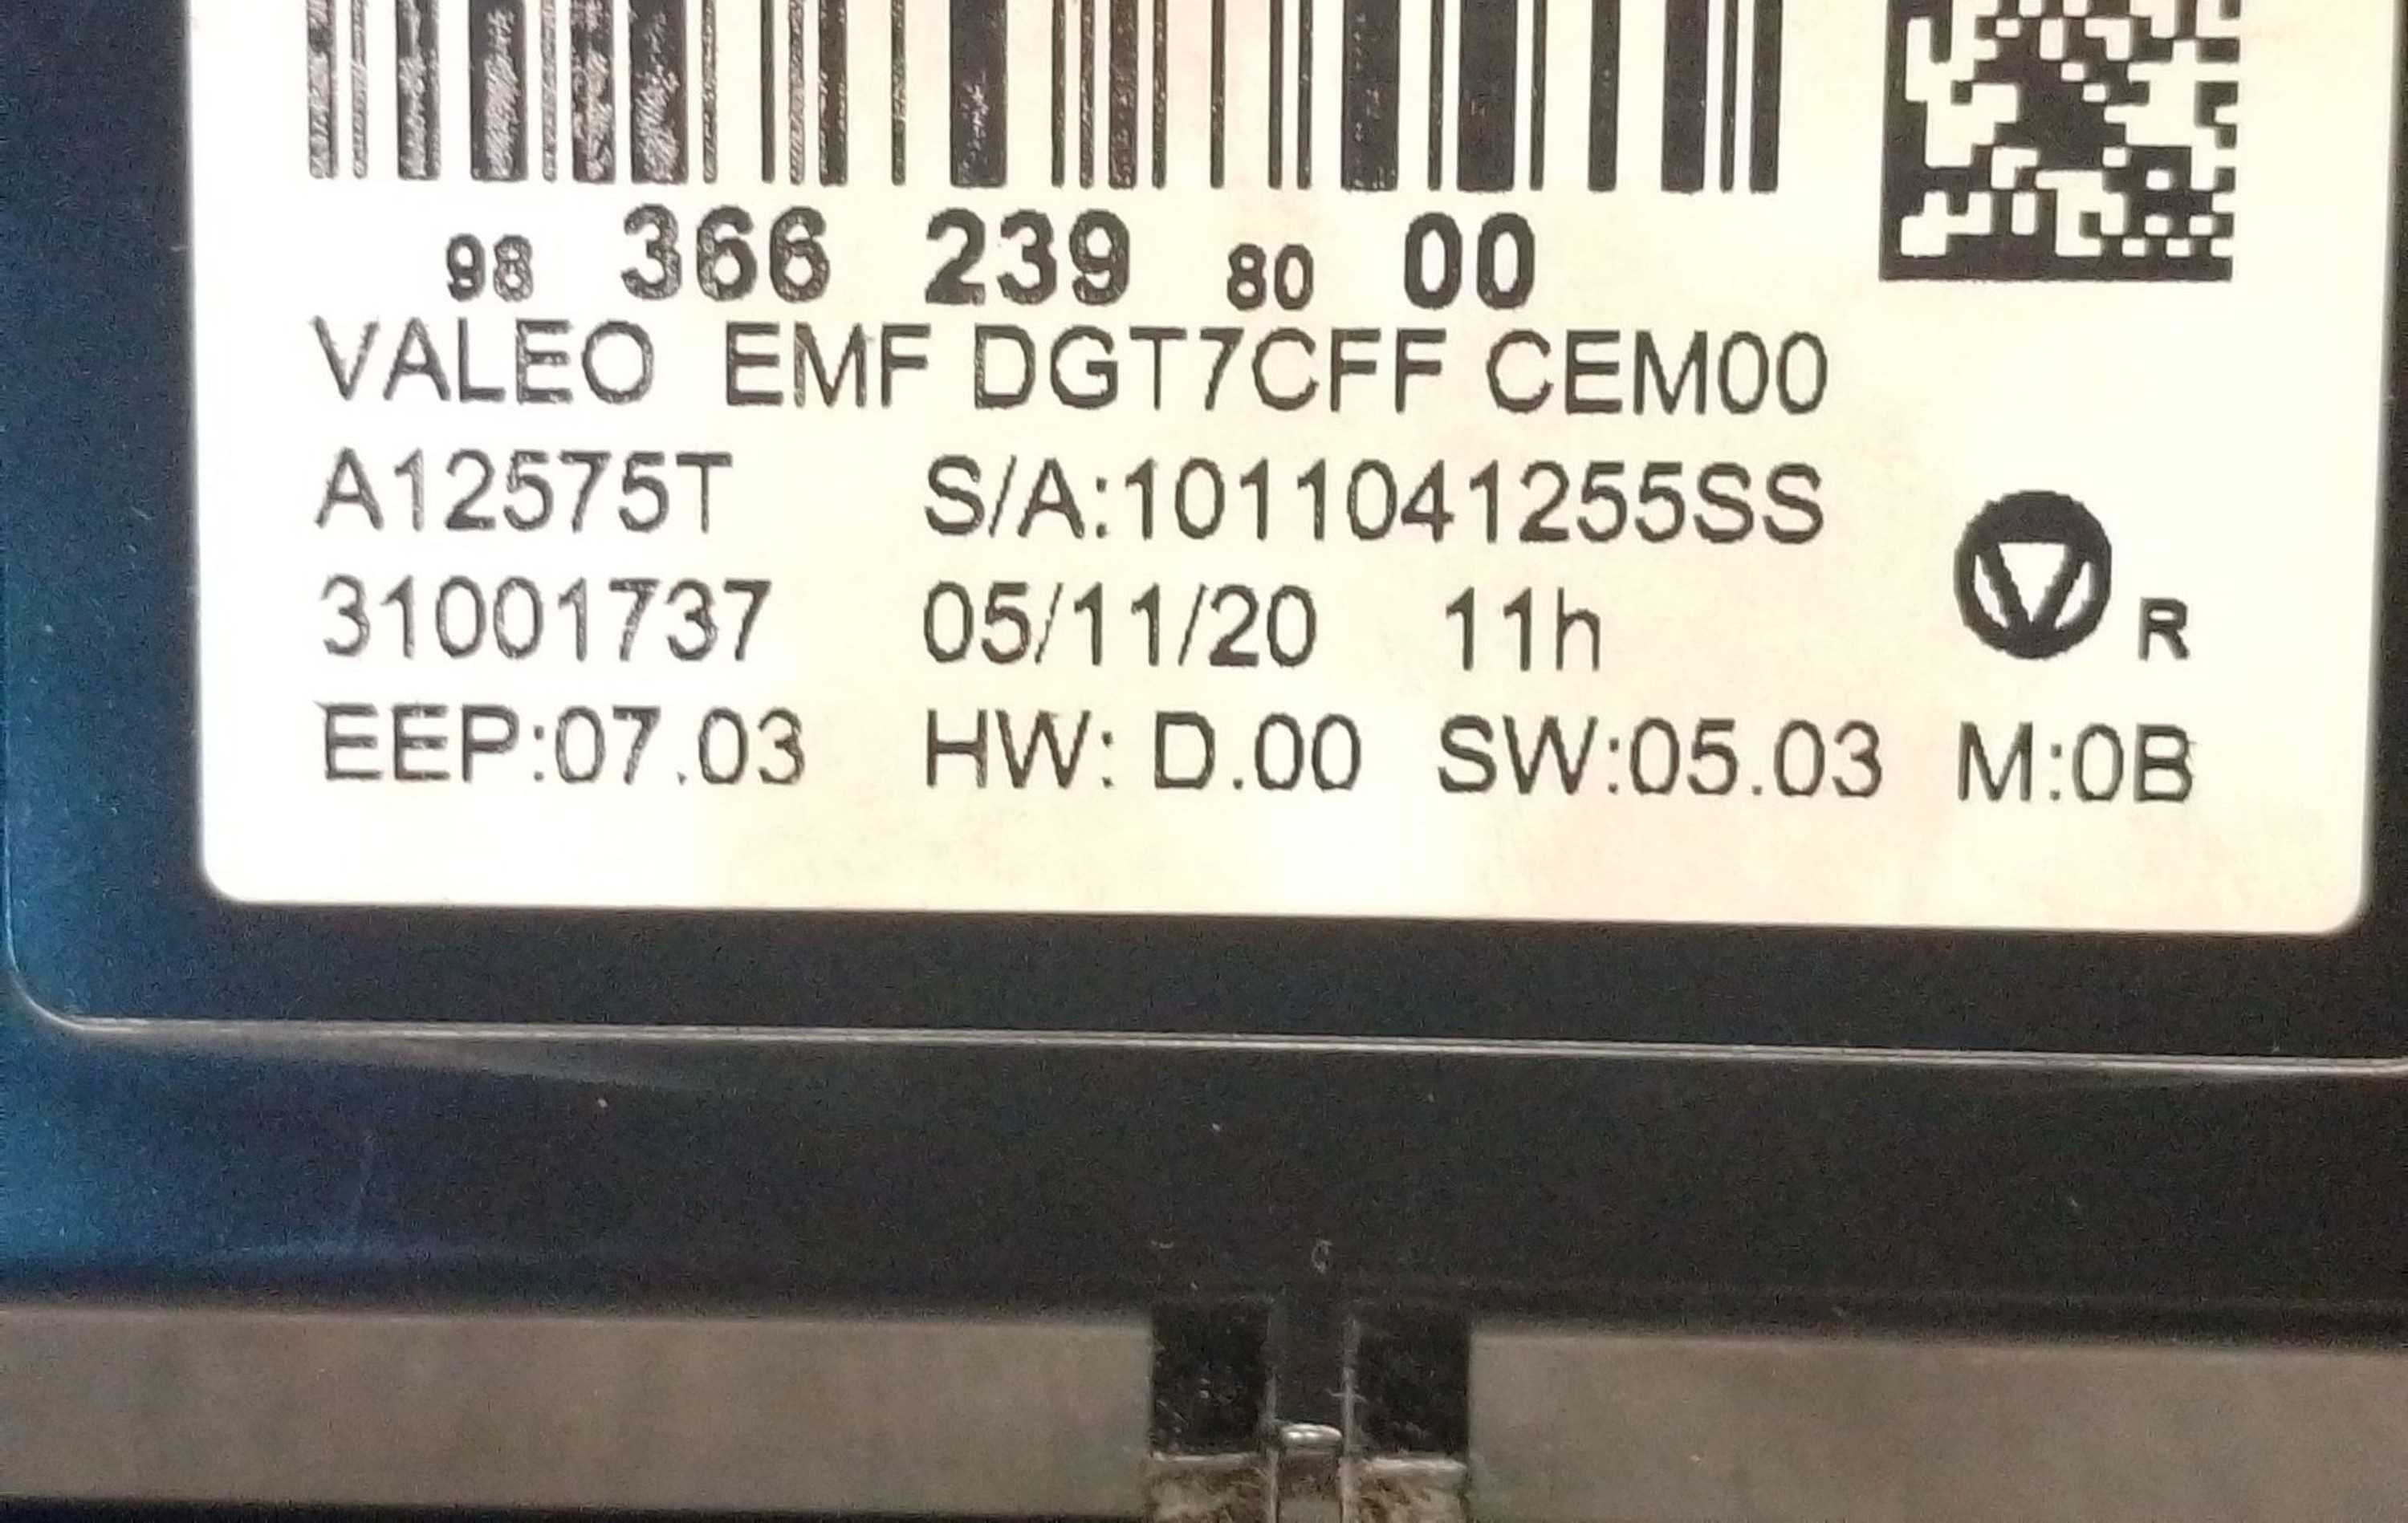 98 366 239 80 00
VALEO EMF DGT7CFF CEM00
A12575T S/A:1011041255SS
31001737 05/11/20 11h R
EEP:07.03 HW: D.00 SW:05.03 M:0B